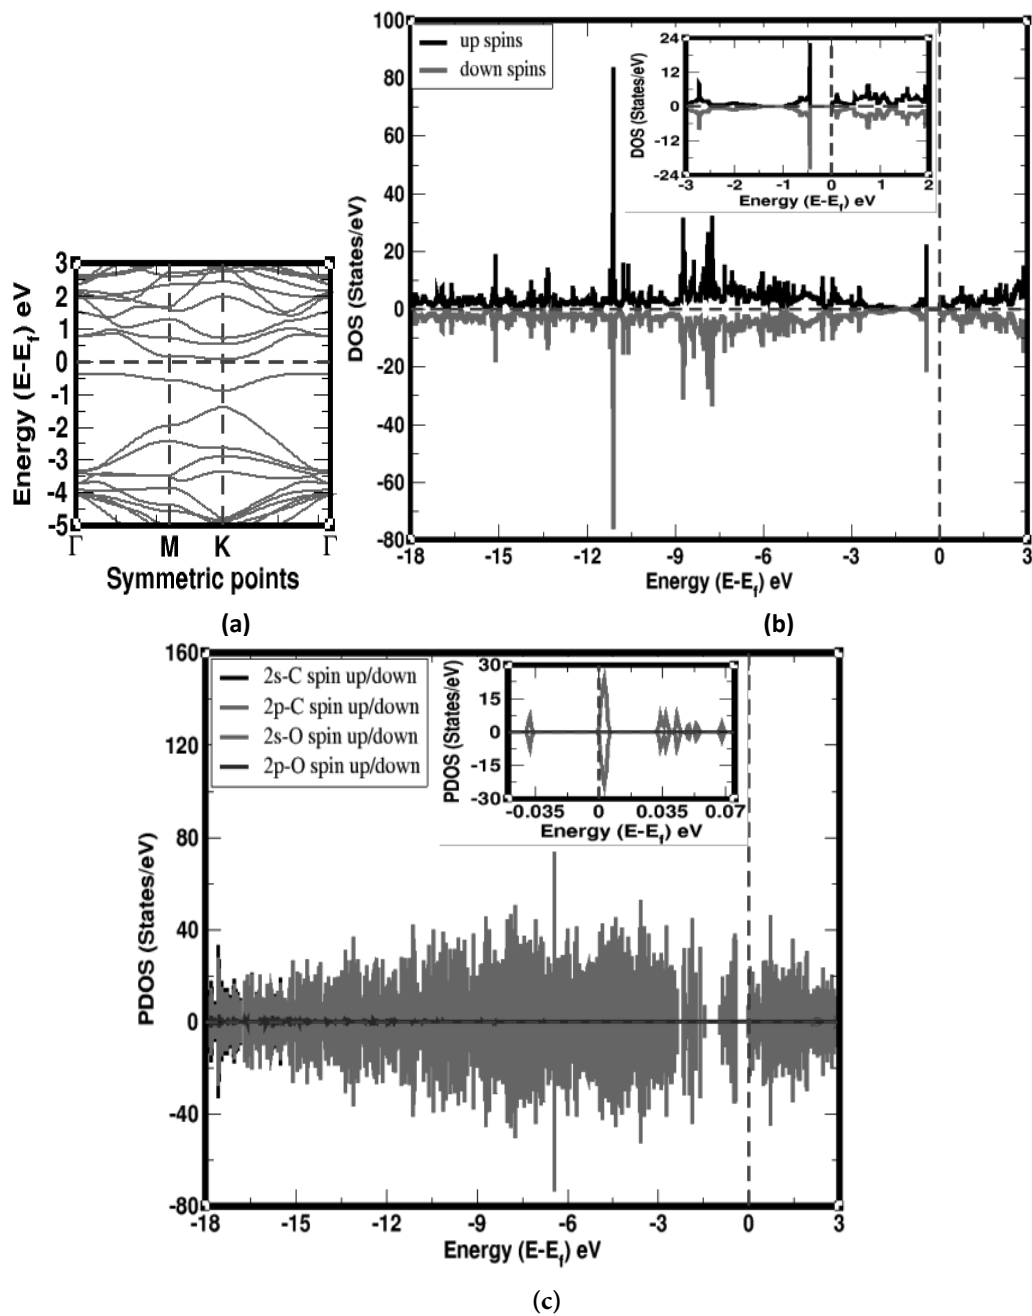 3
2
1
0
-1
-2
-3
-4
-5
Energy (E-E_f) eV
Γ M K Γ
Symmetric points
(a)
100
80
60
40
20
0
-20
-40
-60
-80
DOS (States/eV)
up spins
down spins
24
12
0
-12
-24
DOS (States/eV)
-3 -2 -1 0 1 2
Energy (E-E_f) eV
-18 -15 -12 -9 -6 -3 0 3
Energy (E-E_f) eV
(b)
160
120
80
40
0
-40
-80
PDOS (States/eV)
2s-C spin up/down
2p-C spin up/down
2s-O spin up/down
2p-O spin up/down
30
15
0
-15
-30
PDOS (States/eV)
-0.035 0 0.035 0.07
Energy (E-E_f) eV
-18 -15 -12 -9 -6 -3 0 3
Energy (E-E_f) eV
(c)